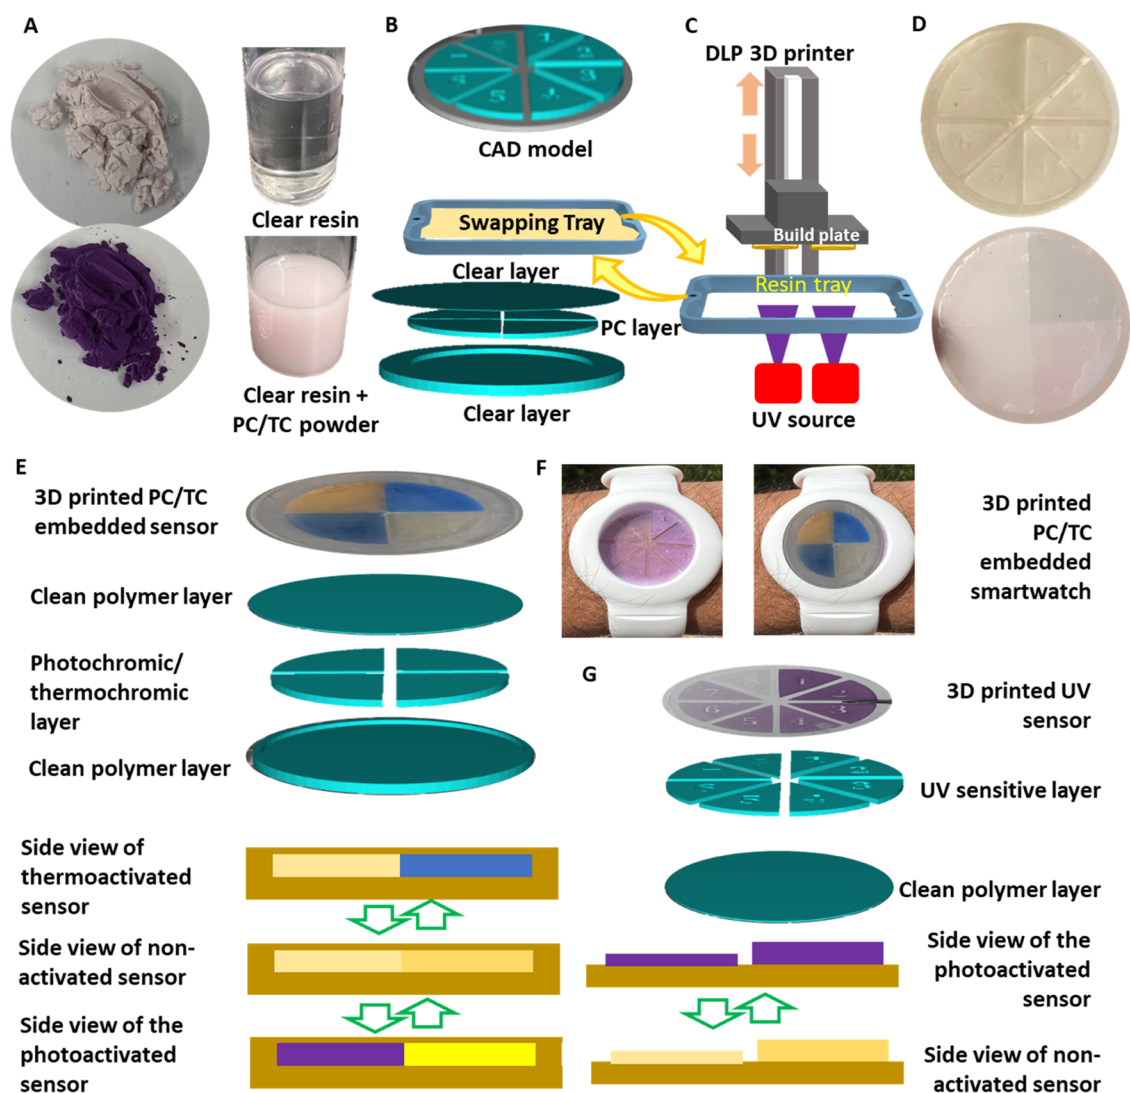 A
B
C
D
DLP 3D printer
CAD model
Clear resin
Swapping Tray
Build plate
Clear layer
Resin tray
PC layer
Clear resin +
PC/TC powder
Clear layer
UV source
E
3D printed PC/TC
embedded sensor
Clean polymer layer
Photochromic/
thermochromic
layer
Clean polymer layer
Side view of
thermoactivated
sensor
Side view of non-
activated sensor
Side view of the
photoactivated
sensor
F
3D printed
PC/TC
embedded
smartwatch
G
3D printed UV
sensor
UV sensitive layer
Clean polymer layer
Side view of the
photoactivated
sensor
Side view of non-
activated sensor